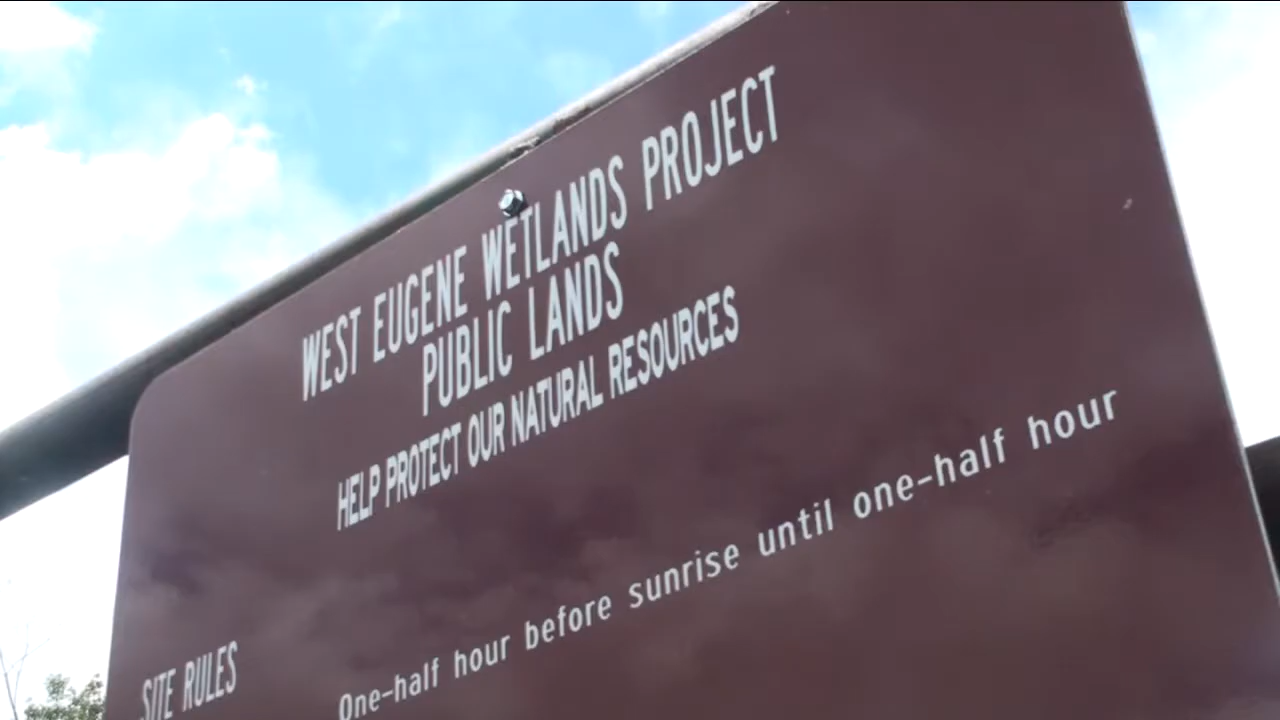 WEST EUGENE WETLANDS PROJECT
PUBLIC LANDS
HELP PROTECT OUR NATURAL RESOURCES
SITE RULES
One-half hour before sunrise until one-half hour